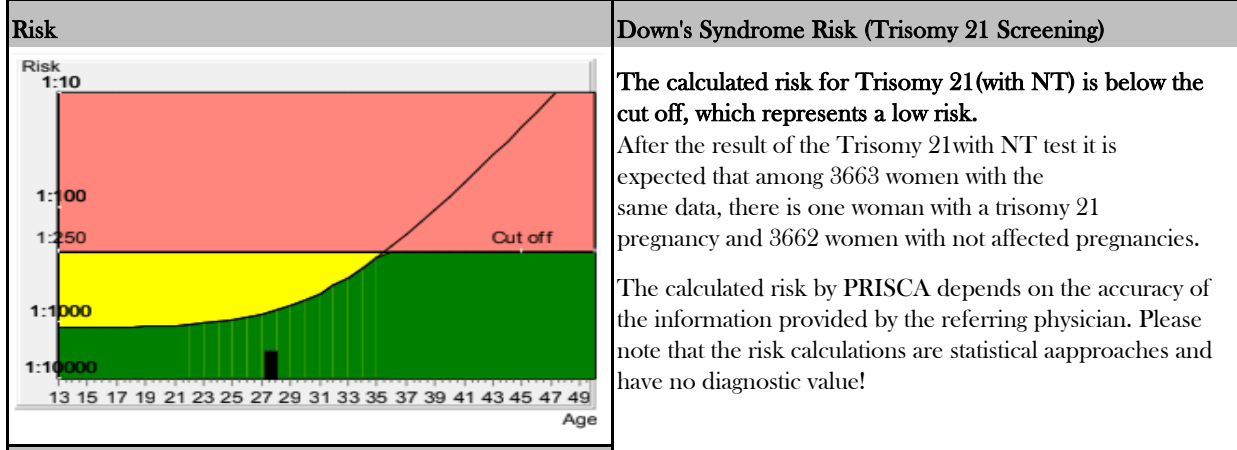 Risk
Risk
1:10
1:100
1:250
Cut off
1:1000
1:10000
13 15 17 19 21 23 25 27 29 31 33 35 37 39 41 43 45 47 49
Age
Down's Syndrome Risk (Trisomy 21 Screening)
The calculated risk for Trisomy 21(with NT) is below the
cut off, which represents a low risk.
After the result of the Trisomy 21with NT test it is
expected that among 3663 women with the
same data, there is one woman with a trisomy 21
pregnancy and 3662 women with not affected pregnancies.
The calculated risk by PRISCA depends on the accuracy of
the information provided by the referring physician. Please
note that the risk calculations are statistical aapproaches and
have no diagnostic value!